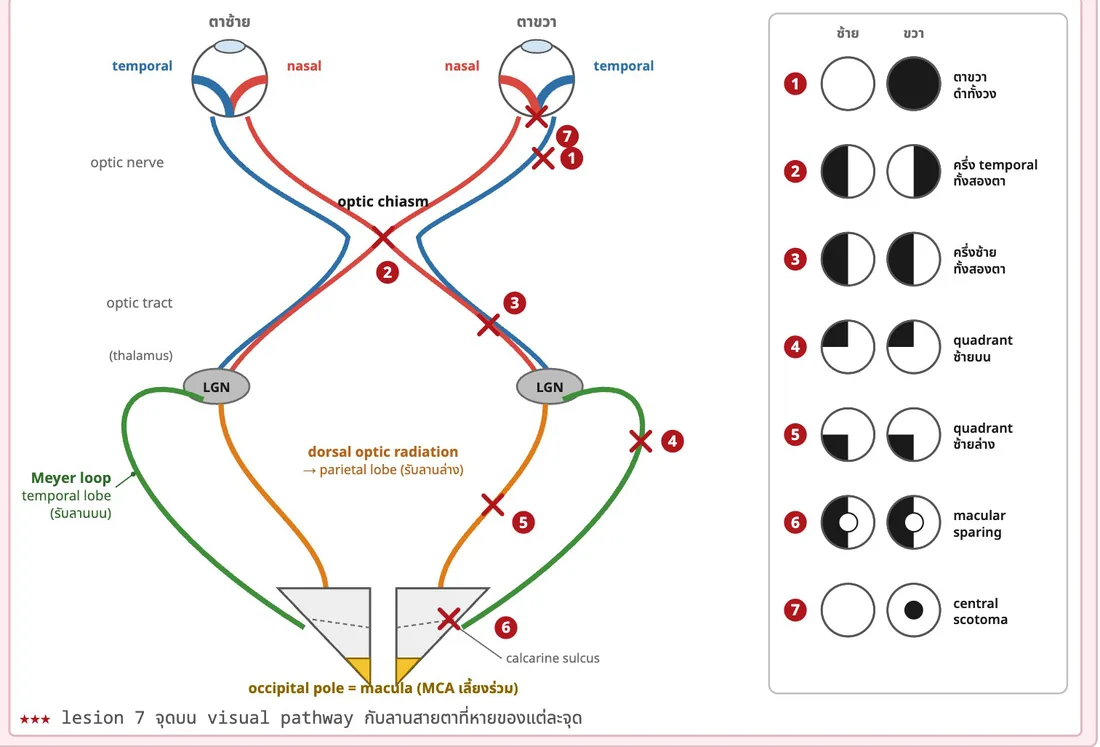 ตาซ้าย
ตาขวา
temporal
nasal
nasal
temporal
7
1
optic nerve
optic chiasm
2
optic tract
3
(thalamus)
LGN
LGN
4
dorsal optic radiation
→ parietal lobe (รับลานล่าง)
Meyer loop
temporal lobe
(รับลานบน)
5
6
calcarine sulcus
occipital pole = macula (MCA เลี้ยงร่วม)
ซ้าย ขวา
1 ตาขวา
ดำทั้งวง
2 ครึ่ง temporal
ทั้งสองตา
3 ครึ่งซ้าย
ทั้งสองตา
4 quadrant
ซ้ายบน
5 quadrant
ซ้ายล่าง
6 macular
sparing
7 central
scotoma
★★★ lesion 7 จุดบน visual pathway กับลานสายตาที่หายของแต่ละจุด